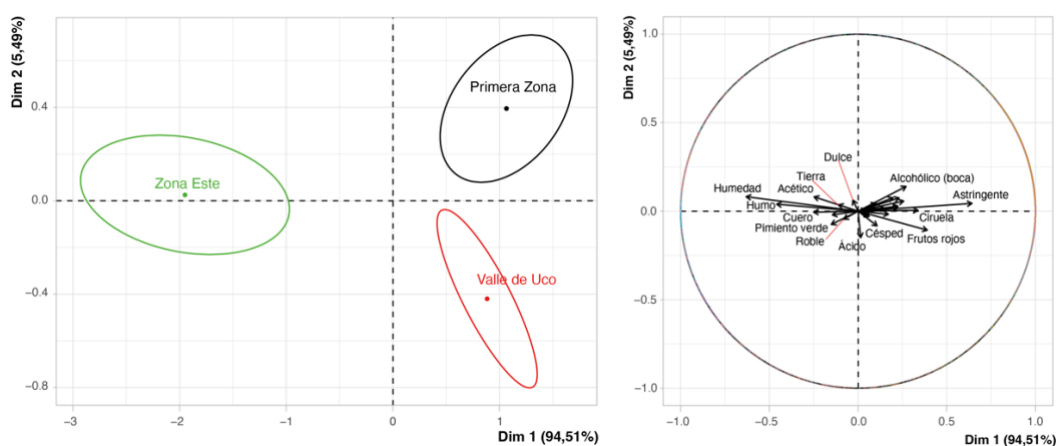 Dim 2 (5,49%)
0.4
0.0
-0.4
-0.8
Primera Zona
Zona Este
Valle de Uco
-3
-2
-1
0
1
Dim 1 (94,51%)
Dim 2 (5,49%)
1.0
0.5
0.0
-0.5
-1.0
Dulce
Tierra
Alcohólico (boca)
Humedad
Acético
Astringente
Humo
Cuero
Ciruela
Pimiento verde
Césped
Roble
Ácido
Frutos rojos
-1.0
-0.5
0.0
0.5
1.0
Dim 1 (94,51%)